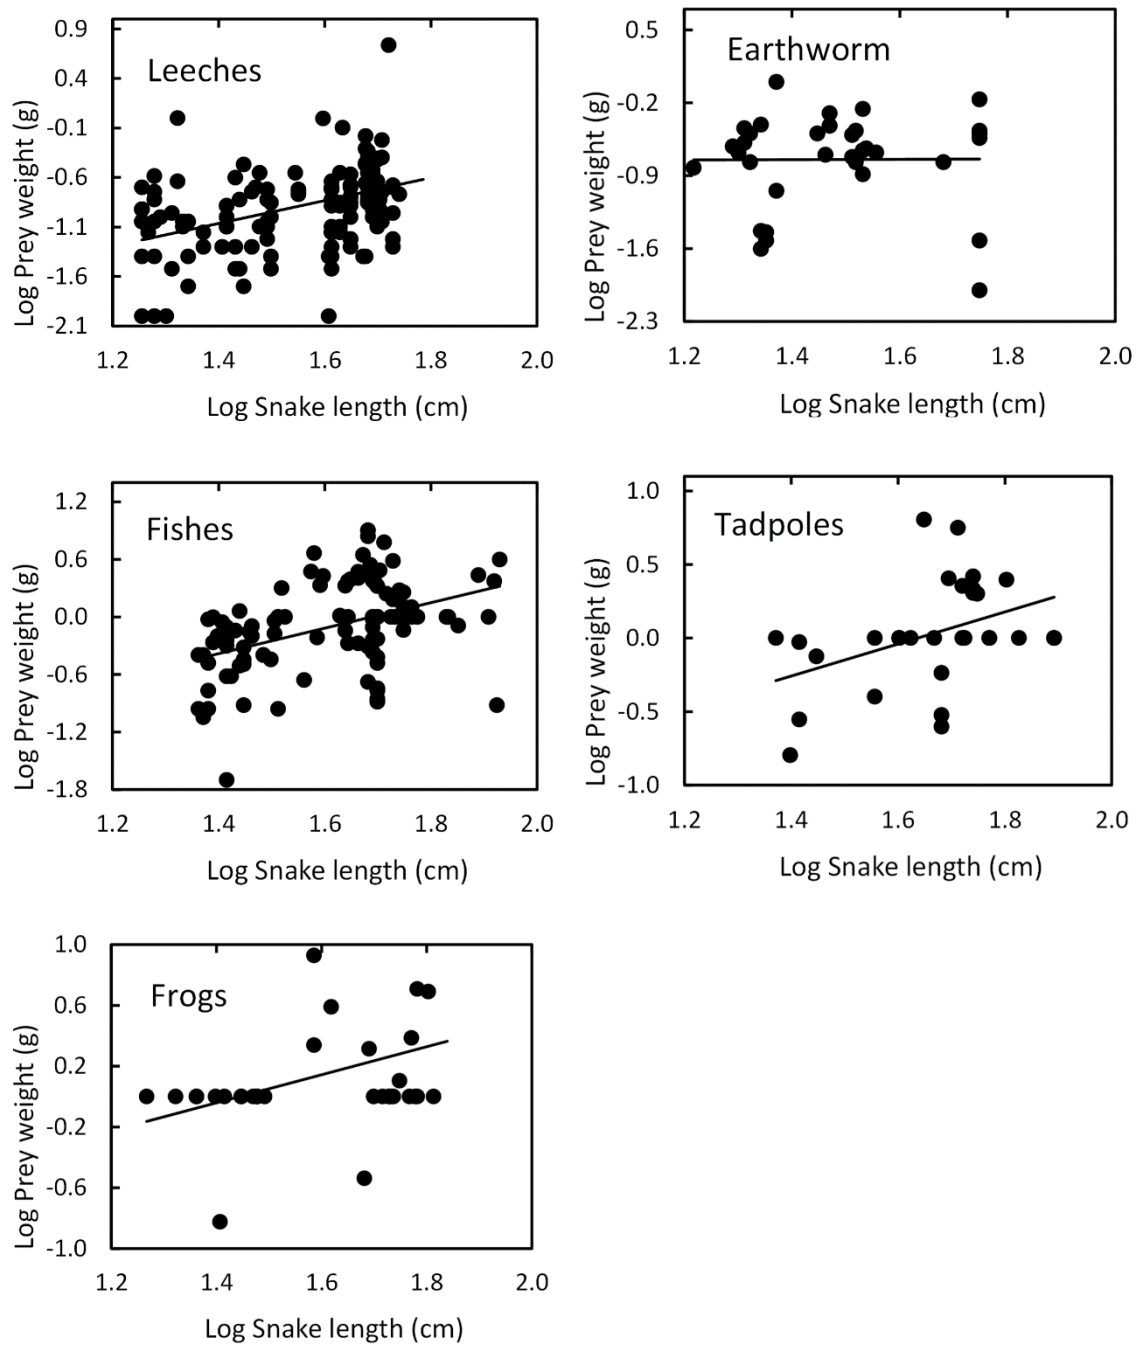 Leeches
Log Prey weight (g)
0.9
0.4
-0.1
-0.6
-1.1
-1.6
-2.1
1.2 1.4 1.6 1.8 2.0
Log Snake length (cm)
Earthworm
Log Prey weight (g)
0.5
-0.2
-0.9
-1.6
-2.3
1.2 1.4 1.6 1.8 2.0
Log Snake length (cm)
Fishes
Log Prey weight (g)
1.2
0.6
0.0
-0.6
-1.2
-1.8
1.2 1.4 1.6 1.8 2.0
Log Snake length (cm)
Tadpoles
Log Prey weight (g)
1.0
0.5
0.0
-0.5
-1.0
1.2 1.4 1.6 1.8 2.0
Log Snake length (cm)
Frogs
Log Prey weight (g)
1.0
0.6
0.2
-0.2
-0.6
-1.0
1.2 1.4 1.6 1.8 2.0
Log Snake length (cm)